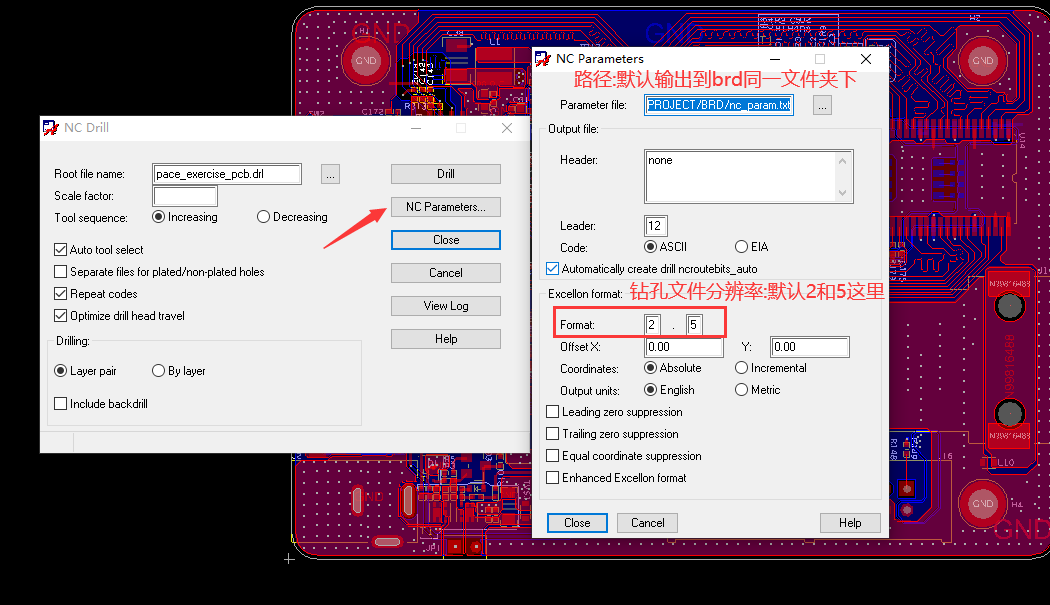 NC Drill
Root file name:
pace_exercise_pcb.drl
...
Scale factor:
Tool sequence:
Increasing
Decreasing
Auto tool select
Separate files for plated/non-plated holes
Repeat codes
Optimize drill head travel
Drilling:
Layer pair
By layer
Include backdrill
Drill
NC Parameters...
Close
Cancel
View Log
Help
NC Parameters
路径:默认输出到brd同一文件夹下
Parameter file:
PROJECT/BRD/nc_param.txt
...
Output file:
Header:
none
Leader:
12
Code:
ASCII
EIA
Automatically create drill ncroutebits_auto
Excellon format:
钻孔文件分辨率:默认2和5这里
Format:
2 . 5
Offset X:
0.00
Y:
0.00
Coordinates:
Absolute
Incremental
Output units:
English
Metric
Leading zero suppression
Trailing zero suppression
Equal coordinate suppression
Enhanced Excellon format
Close
Cancel
Help
GND
GND
GND
GND
GND
N99816488